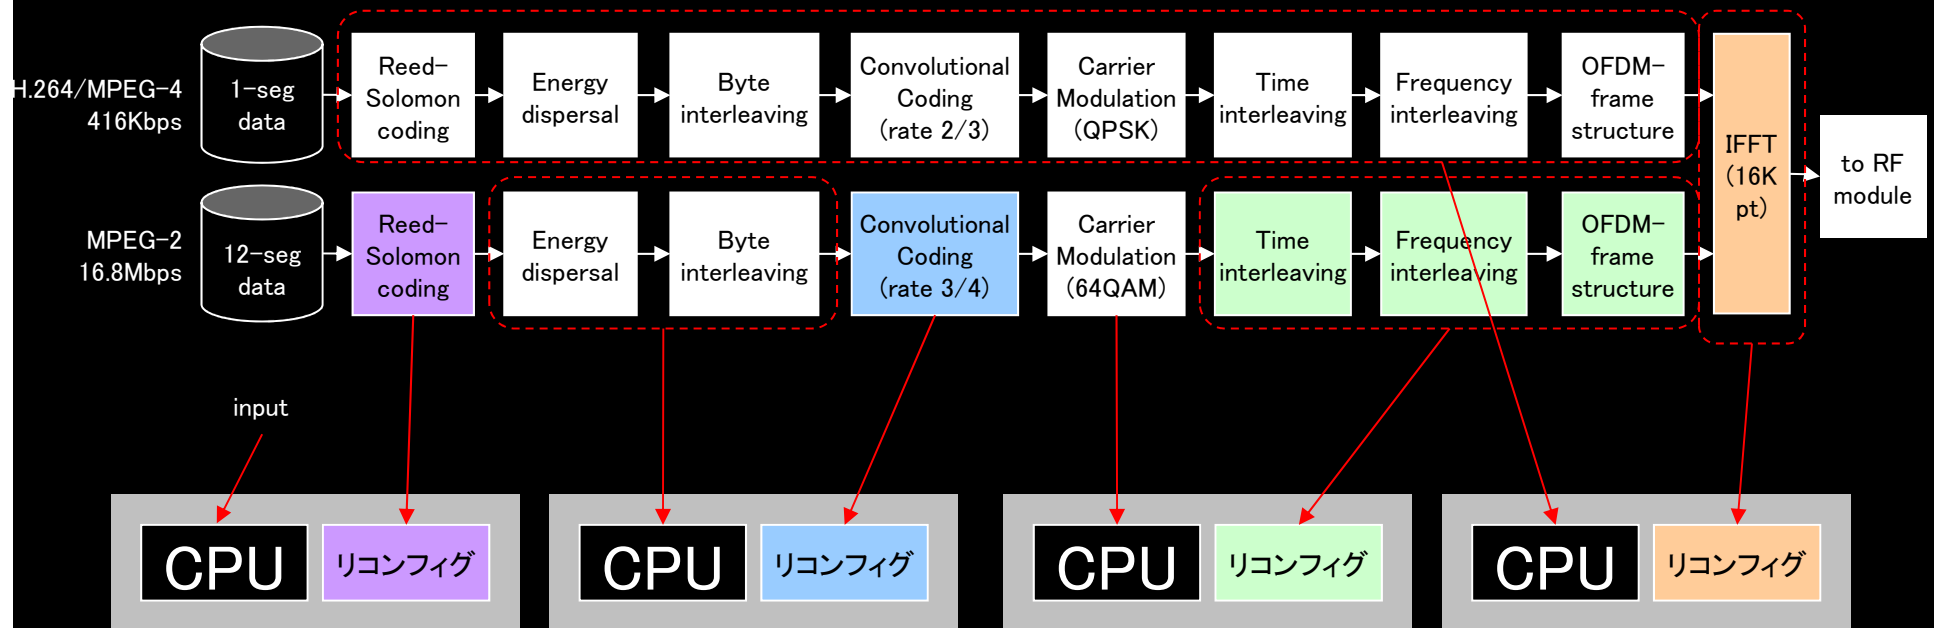 H.264/MPEG-4
416Kbps
1-seg
data
Reed-
Solomon
coding
Energy
dispersal
Byte
interleaving
Convolutional
Coding
(rate 2/3)
Carrier
Modulation
(QPSK)
Time
interleaving
Frequency
interleaving
OFDM-
frame
structure
IFFT
(16K
pt)
to RF
module
MPEG-2
16.8Mbps
12-seg
data
Reed-
Solomon
coding
Energy
dispersal
Byte
interleaving
Convolutional
Coding
(rate 3/4)
Carrier
Modulation
(64QAM)
Time
interleaving
Frequency
interleaving
OFDM-
frame
structure
input
CPU
リコンフィグ
CPU
リコンフィグ
CPU
リコンフィグ
CPU
リコンフィグ